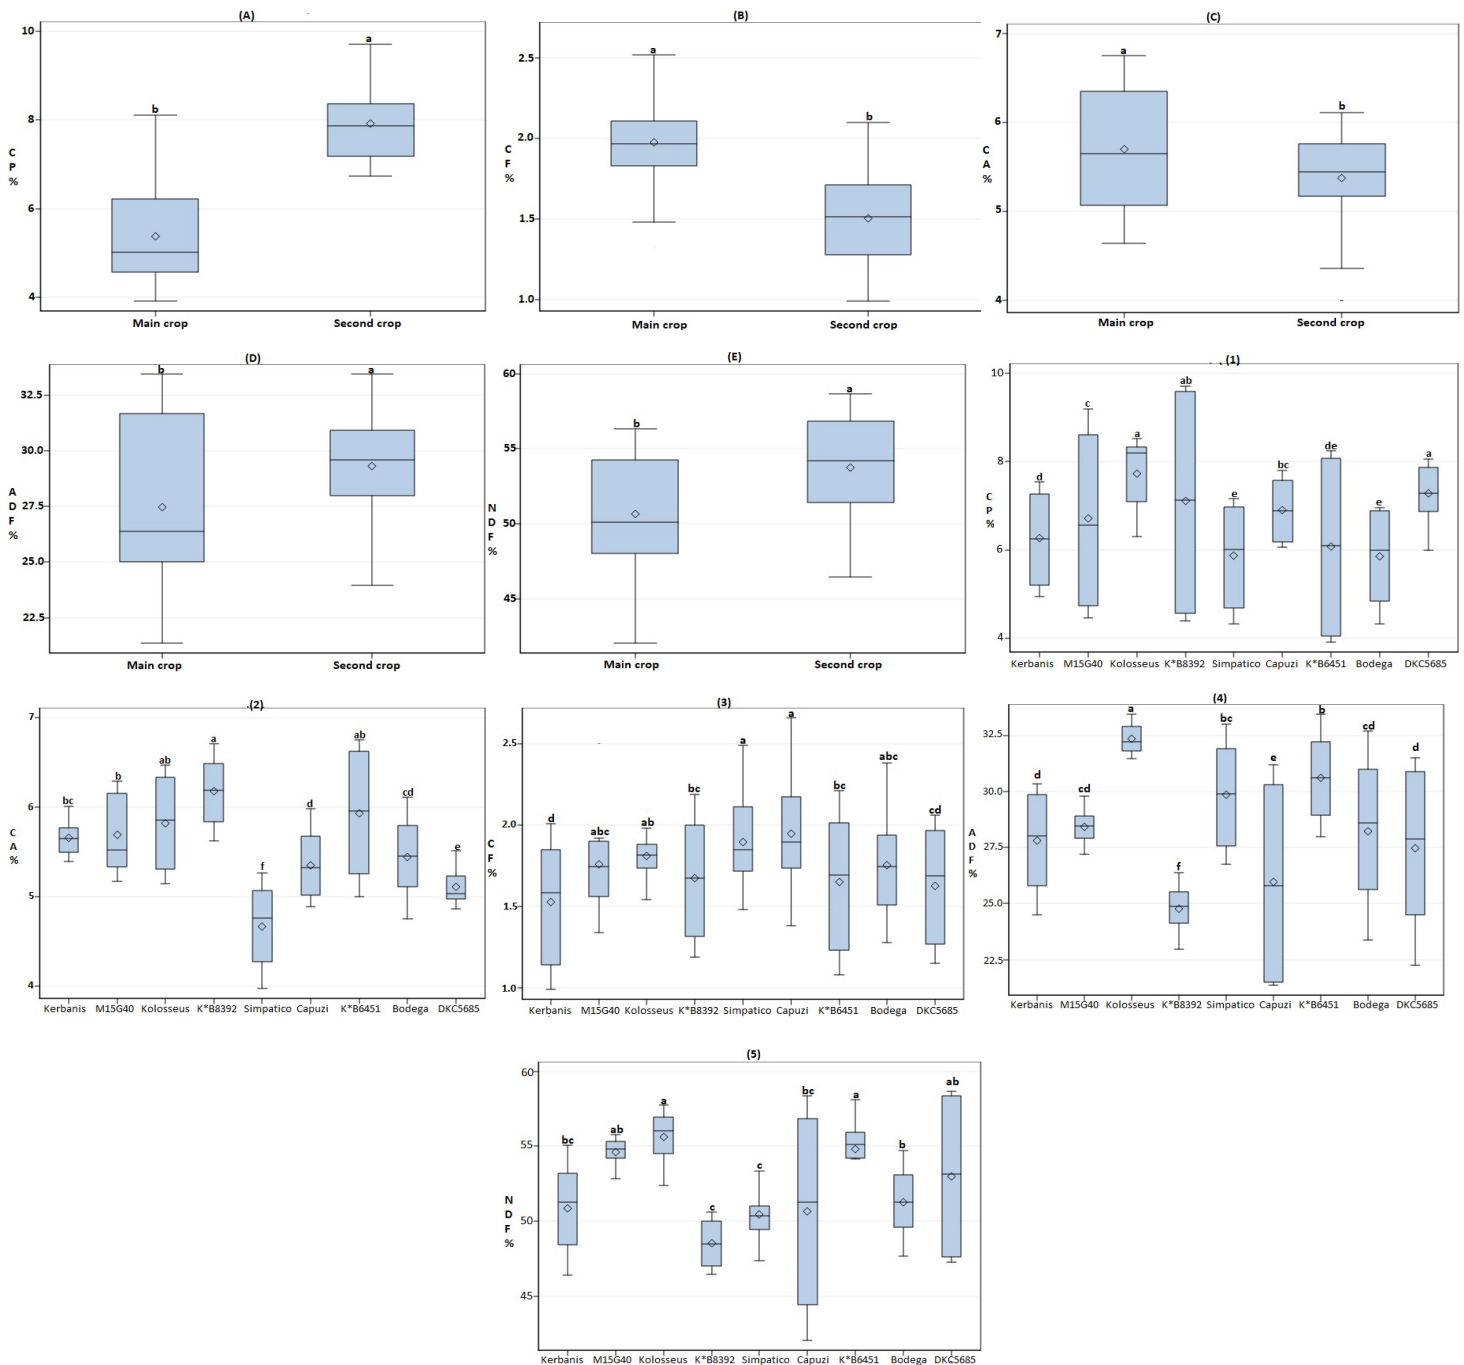 (A)
10
8
6
4
C
P
%
b
a
Main crop
Second crop
(B)
2.5
2.0
1.5
1.0
C
F
%
a
b
Main crop
Second crop
(C)
7
6
5
4
C
A
%
a
b
Main crop
Second crop
(D)
32.5
30.0
27.5
25.0
22.5
A
D
F
%
b
a
Main crop
Second crop
(E)
60
55
50
45
N
D
F
%
b
a
Main crop
Second crop
(1)
10
8
6
4
C
P
%
d
c
a
ab
e
bc
de
e
a
Kerbanis M15G40 Kolosseus K*B8392 Simpatico Capuzi K*B6451 Bodega DKC5685
(2)
7
6
5
4
C
A
%
bc
b
ab
a
f
d
ab
cd
e
Kerbanis M15G40 Kolosseus K*B8392 Simpatico Capuzi K*B6451 Bodega DKC5685
(3)
2.5
2.0
1.5
1.0
C
F
%
d
abc
ab
bc
a
a
bc
abc
cd
Kerbanis M15G40 Kolosseus K*B8392 Simpatico Capuzi K*B6451 Bodega DKC5685
(4)
32.5
30.0
27.5
25.0
22.5
A
D
F
%
d
cd
a
f
bc
e
b
cd
d
Kerbanis M15G40 Kolosseus K*B8392 Simpatico Capuzi K*B6451 Bodega DKC5685
(5)
60
55
50
45
N
D
F
%
bc
ab
a
c
c
bc
a
b
ab
Kerbanis M15G40 Kolosseus K*B8392 Simpatico Capuzi K*B6451 Bodega DKC5685